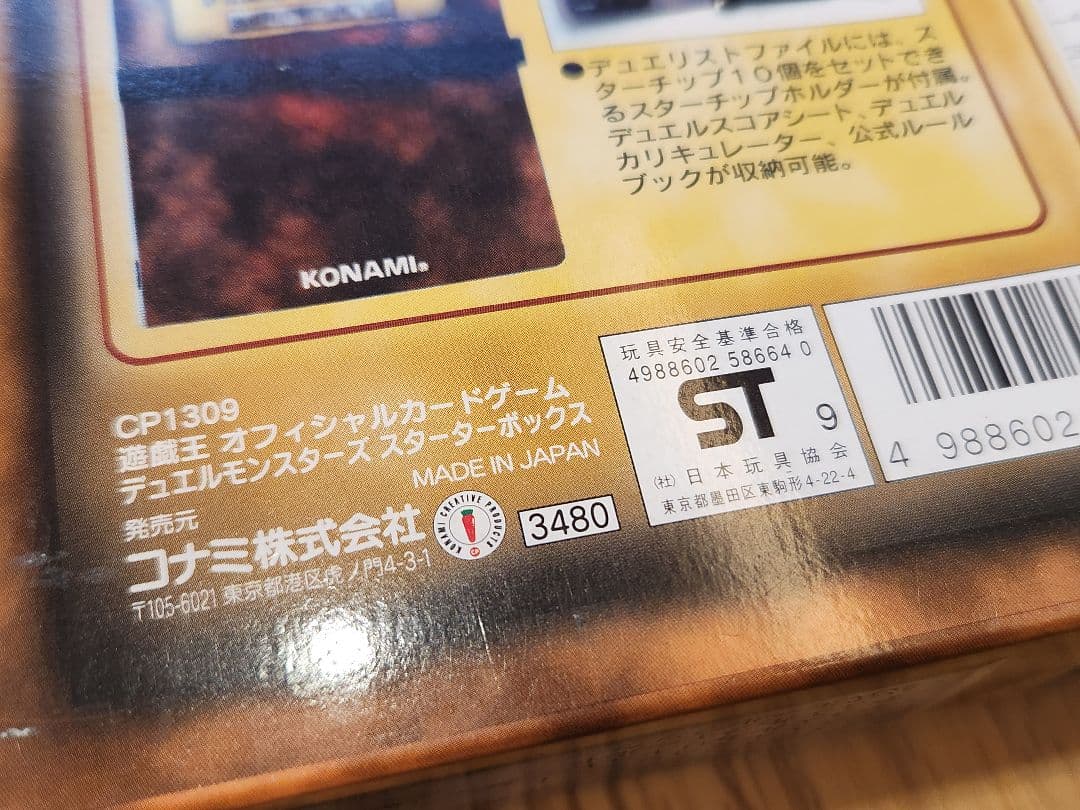 ●デュエリストファイルには、ス
ターチップ10個をセットでき
るスターチップホルダーが付属。
デュエルスコアシート、デュエル
カリキュレーター、公式ルール
ブックが収納可能。
KONAMI®
CP1309
遊戯王 オフィシャルカードゲーム
デュエルモンスターズ スターターボックス
MADE IN JAPAN
発売元
コナミ株式会社
〒105-6021 東京都港区虎ノ門4-3-1
KONAMI CREATIVE PRODUCTS
CP
3480
玩具安全基準合格
4988602 58664 0
ST 9
(社)日本玩具協会
東京都墨田区東駒形4-22-4
4 988602